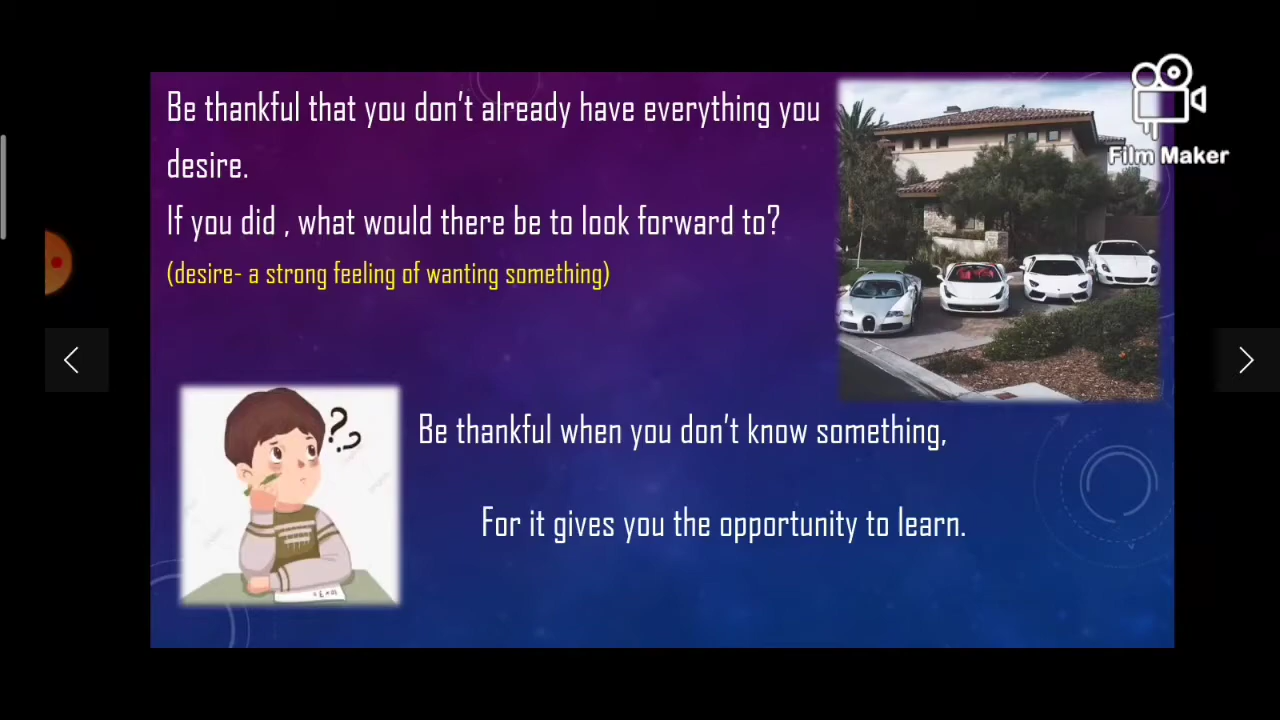 Be thankful that you don't already have everything you
desire.
If you did , what would there be to look forward to?
(desire- a strong feeling of wanting something)
Film Maker
??
Be thankful when you don't know something,
For it gives you the opportunity to learn.